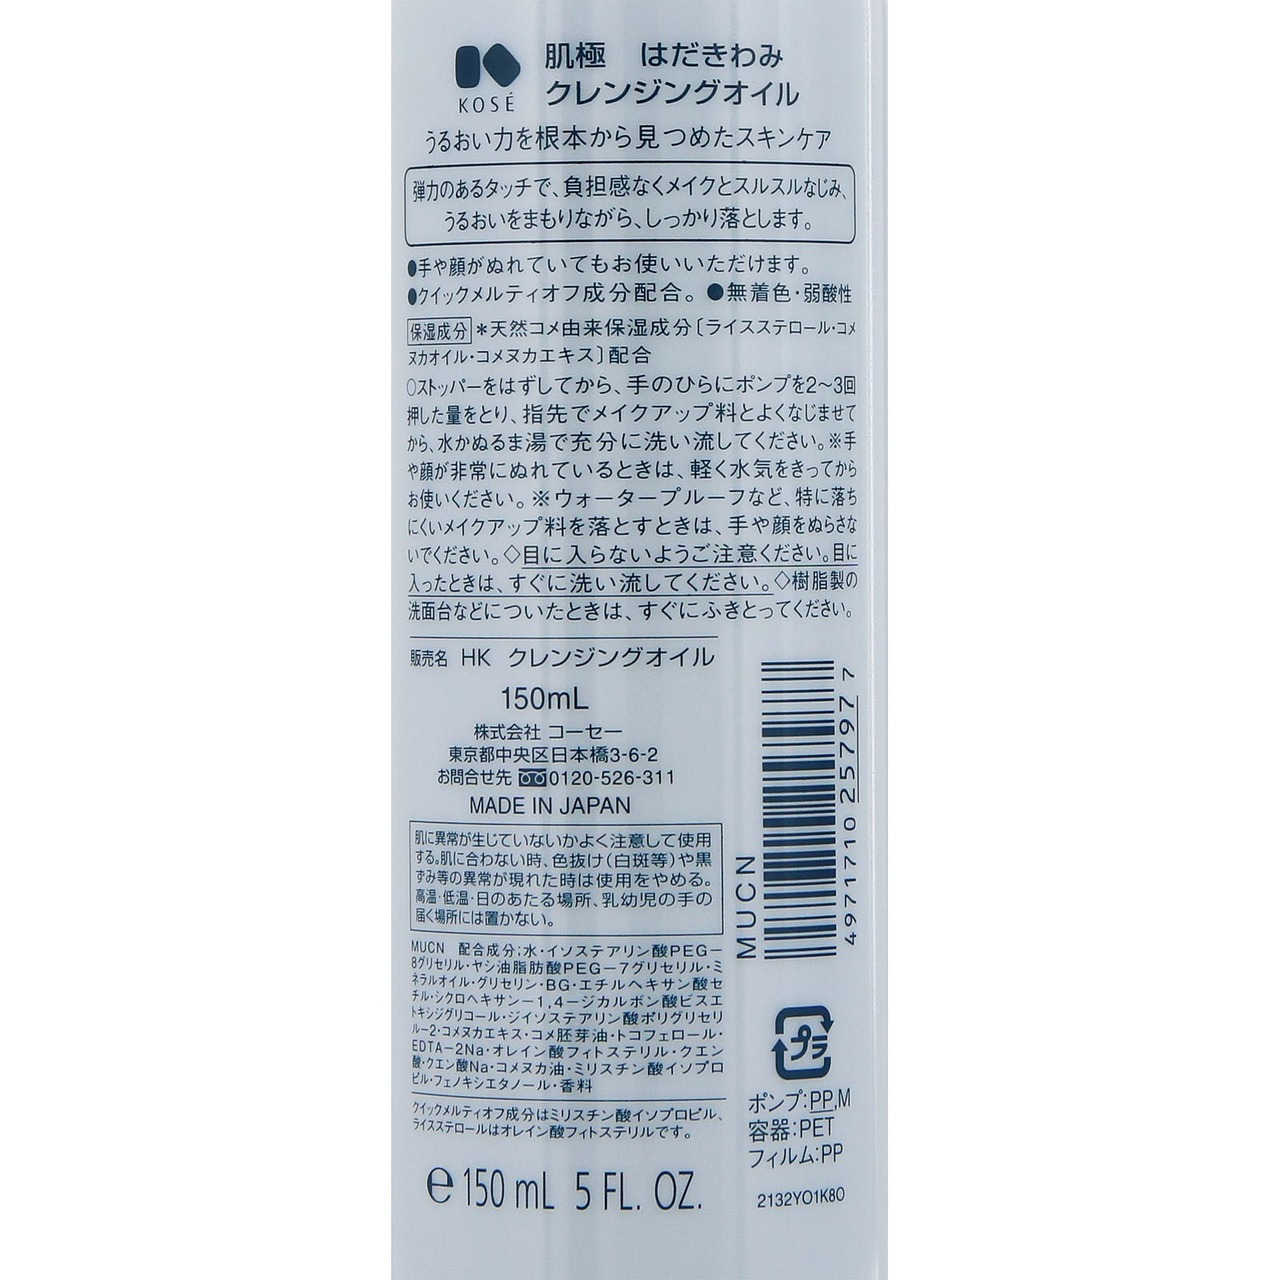 KOSÉ
肌極 はだきわみ
クレンジングオイル
うるおい力を根本から見つめたスキンケア
弾力のあるタッチで、負担感なくメイクとスルスルなじみ、
うるおいをまもりながら、しっかり落とします。
●手や顔がぬれていてもお使いいただけます。
●クイックメルティオフ成分配合。●無着色・弱酸性
保湿成分 *天然コメ由来保湿成分〔ライスステロール・コメ
ヌカオイル・コメヌカエキス〕配合
○ストッパーをはずしてから、手のひらにポンプを2〜3回
押した量をとり、指先でメイクアップ料とよくなじませて
から、水かぬるま湯で充分に洗い流してください。※手
や顔が非常にぬれているときは、軽く水気をきってから
お使いください。※ウォータープルーフなど、特に落ち
にくいメイクアップ料を落とすときは、手や顔をぬらさな
いでください。◇目に入らないようご注意ください。目に
入ったときは、すぐに洗い流してください。◇樹脂製の
洗面台などについたときは、すぐにふきとってください。
販売名 HK クレンジングオイル
150mL
株式会社 コーセー
東京都中央区日本橋3-6-2
お問合せ先 0120-526-311
MADE IN JAPAN
肌に異常が生じていないかよく注意して使用
する。肌に合わない時、色抜け(白斑等)や黒
ずみ等の異常が現れた時は使用をやめる。
高温・低温・日のあたる場所、乳幼児の手の
届く場所には置かない。
MUCN 配合成分:水・イソステアリン酸PEG-
8グリセリル・ヤシ油脂肪酸PEG-7グリセリル・ミ
ネラルオイル・グリセリン・BG・エチルヘキサン酸セ
チル・シクロヘキサン-1,4-ジカルボン酸ビスエ
トキシジグリコール・ジイソステアリン酸ポリグリセリ
ル-2・コメヌカエキス・コメ胚芽油・トコフェロール・
EDTA-2Na・オレイン酸フィトステリル・クエン
酸・クエン酸Na・コメヌカ油・ミリスチン酸イソプロ
ピル・フェノキシエタノール・香料
クイックメルティオフ成分はミリスチン酸イソプロピル、
ライスステロールはオレイン酸フィトステリルです。
℮150 mL 5 FL. OZ.
MUCN
4971710257977
プラ
ポンプ:PP,M
容器:PET
フィルム:PP
2132YO1K80